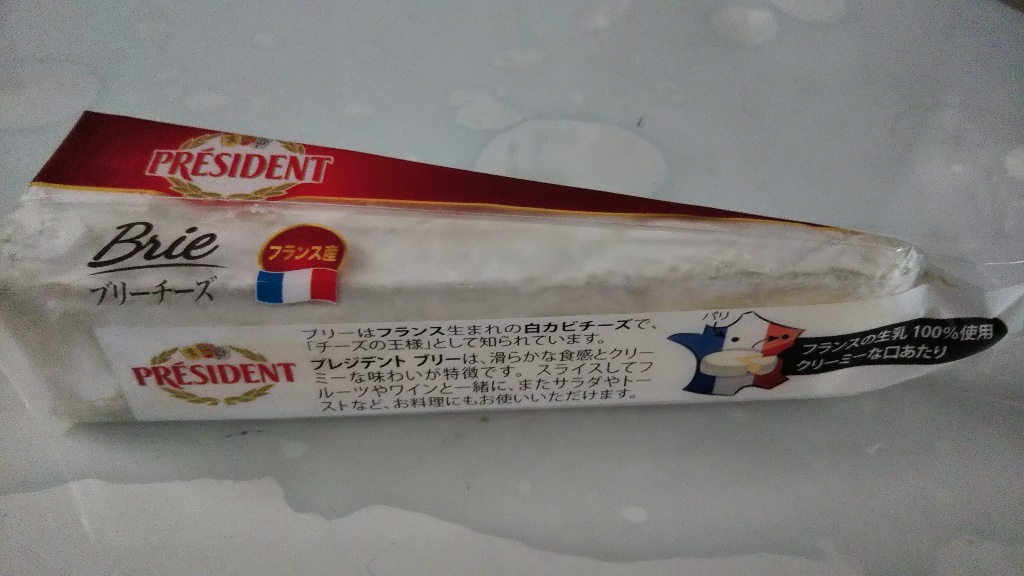 PRÉSIDENT
Brie
ブリーチーズ
フランス産
PRÉSIDENT
ブリーはフランス生まれの白カビチーズで、
「チーズの王様」として知られています。
プレジデント ブリーは、滑らかな食感とクリー
ミーな味わいが特徴です。 スライスしてフ
ルーツやワインと一緒に、またサラダやトー
ストなど、お料理にもお使いいただけます。
パリ
フランスの生乳 100%使用
クリーミーな口あたり